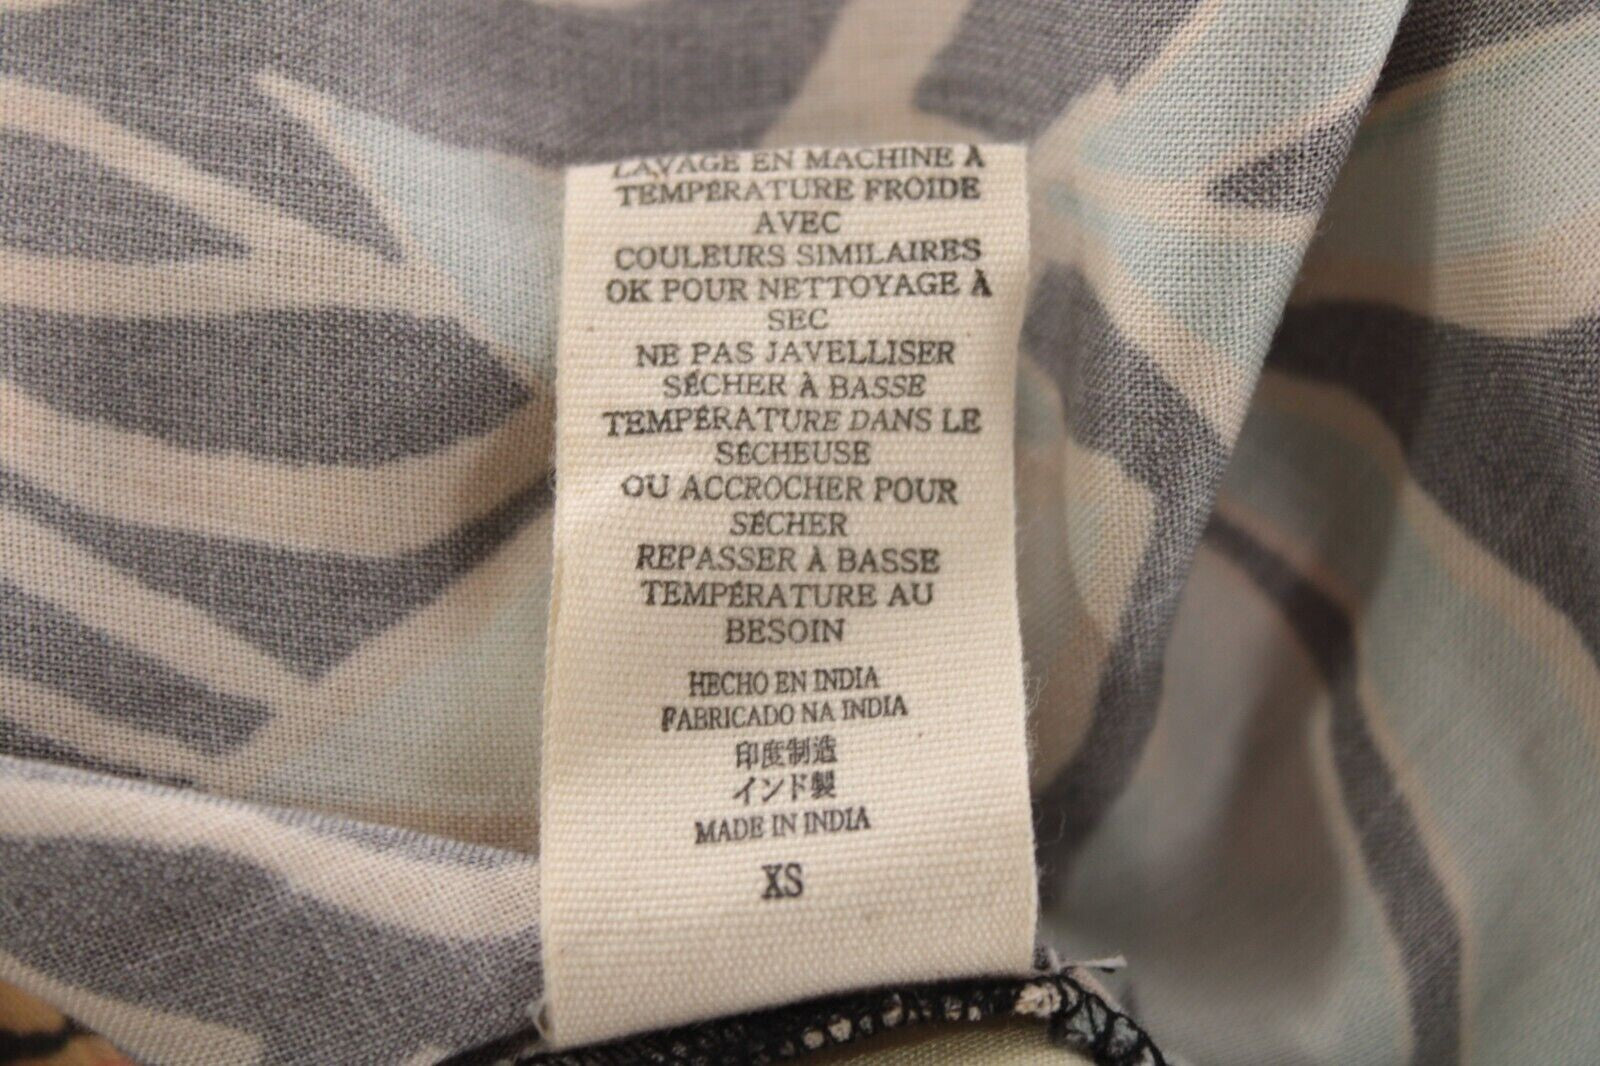 LAVAGE EN MACHINE À
TEMPÉRATURE FROIDE
AVEC
COULEURS SIMILAIRES
OK POUR NETTOYAGE À
SEC
NE PAS JAVELLISER
SÉCHER À BASSE
TEMPÉRATURE DANS LE
SÉCHEUSE
OU ACCROCHER POUR
SÉCHER
REPASSER À BASSE
TEMPÉRATURE AU
BESOIN
HECHO EN INDIA
FABRICADO NA INDIA
印度制造
インド製
MADE IN INDIA
XS